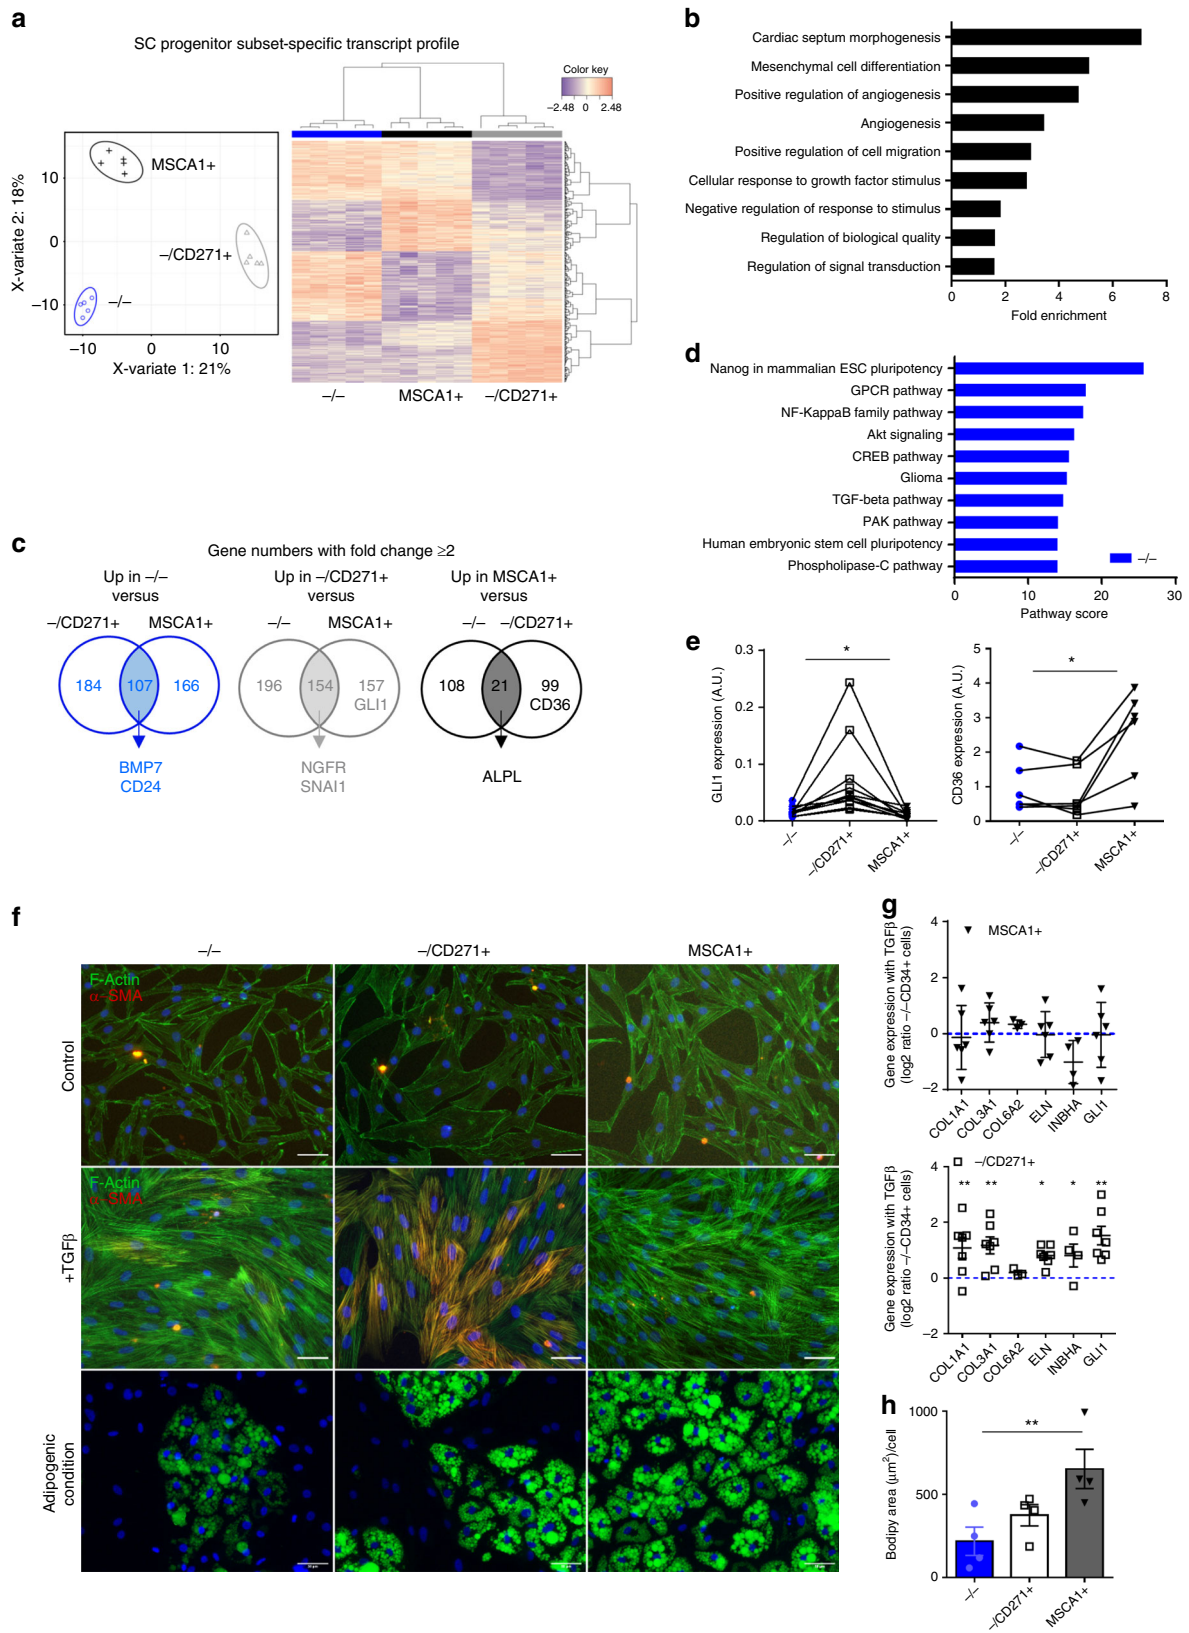 a
SC progenitor subset-specific transcript profile
Color key
−2.48 0 2.48
MSCA1+
−/CD271+
−/−
10
0
−10
X-variate 2: 18%
−10 0 10
X-variate 1: 21%
−/− MSCA1+ −/CD271+
b
Cardiac septum morphogenesis
Mesenchymal cell differentiation
Positive regulation of angiogenesis
Angiogenesis
Positive regulation of cell migration
Cellular response to growth factor stimulus
Negative regulation of response to stimulus
Regulation of biological quality
Regulation of signal transduction
0 2 4 6 8
Fold enrichment
c
Gene numbers with fold change ≥2
Up in −/−
versus
−/CD271+ MSCA1+
184 107 166
BMP7
CD24
Up in −/CD271+
versus
−/− MSCA1+
196 154 157
GLI1
NGFR
SNAI1
Up in MSCA1+
versus
−/− −/CD271+
108 21 99
CD36
ALPL
d
Nanog in mammalian ESC pluripotency
GPCR pathway
NF-KappaB family pathway
Akt signaling
CREB pathway
Glioma
TGF-beta pathway
PAK pathway
Human embryonic stem cell pluripotency
Phospholipase-C pathway
−/−
0 10 20 30
Pathway score
e
GLI1 expression (A.U.)
0.3
0.2
0.1
0.0
*
−/− −/CD271+ MSCA1+
CD36 expression (A.U.)
5
4
3
2
1
0
*
−/− −/CD271+ MSCA1+
f
−/− −/CD271+ MSCA1+
Control
F-Actin
α-SMA
+TGFβ
F-Actin
α-SMA
Adipogenic
condition
g
Gene expression with TGFβ
(log2 ratio −/−CD34+ cells)
MSCA1+
4
2
0
−2
COL1A1 COL3A1 COL6A2 ELN INBHA GLI1
Gene expression with TGFβ
(log2 ratio −/−CD34+ cells)
−/CD271+
4
2
0
−2
** ** * * **
COL1A1 COL3A1 COL6A2 ELN INBHA GLI1
h
Bodipy area (µm²)/cell
1000
500
0
**
−/− −/CD271+ MSCA1+